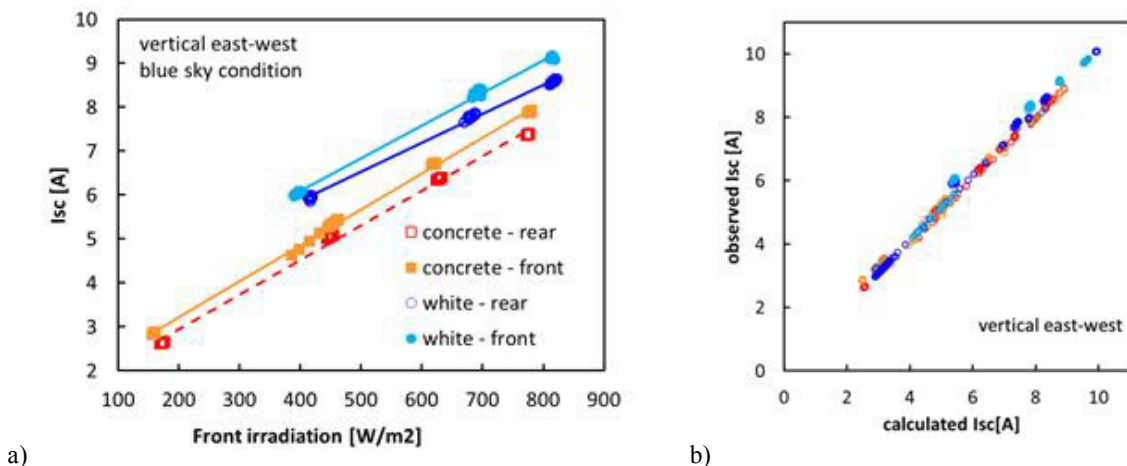 vertical east-west
blue sky condition
10
9
8
7
6
5
4
3
2
Isc [A]
concrete - rear
concrete - front
white - rear
white - front
100 200 300 400 500 600 700 800 900
Front irradiation [W/m2]
a)
10
8
6
4
2
0
observed Isc [A]
vertical east-west
0 2 4 6 8 10
calculated Isc[A]
b)